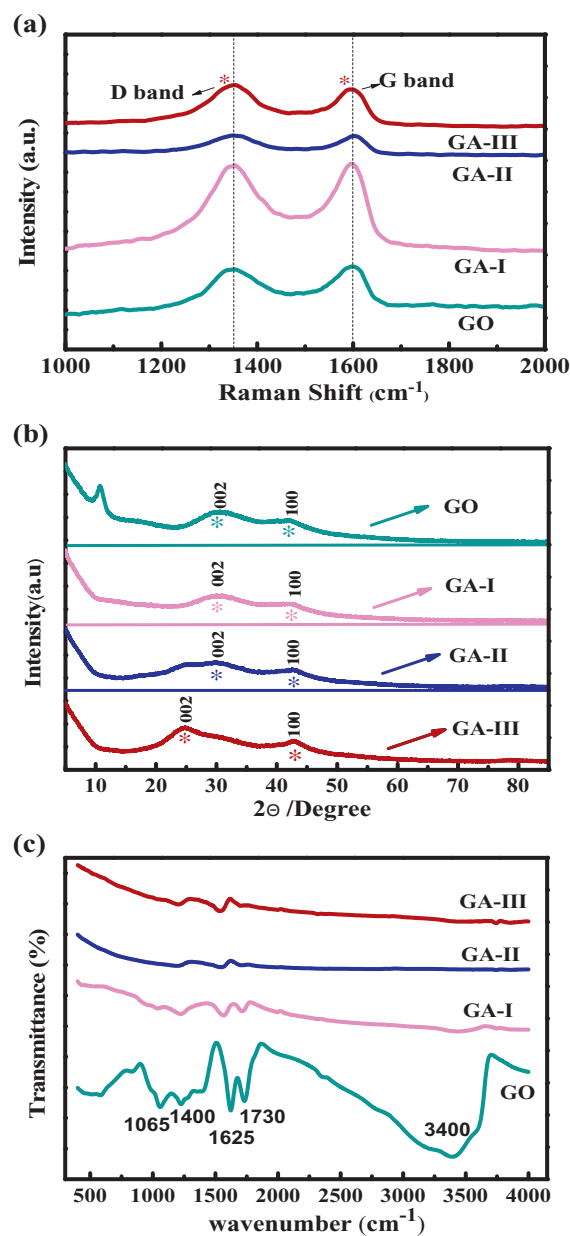 (a)
D band
G band
* *
GA-III
GA-II
GA-I
GO
Intensity (a.u.)
1000 1200 1400 1600 1800 2000
Raman Shift (cm-1)
(b)
002 100 GO
* *
002 100 GA-I
* *
002 100 GA-II
* *
002 100 GA-III
* *
Intensity(a.u)
10 20 30 40 50 60 70 80
2Θ /Degree
(c)
GA-III
GA-II
GA-I
GO
1065 1400 1625 1730 3400
Transmittance (%)
500 1000 1500 2000 2500 3000 3500 4000
wavenumber (cm-1)